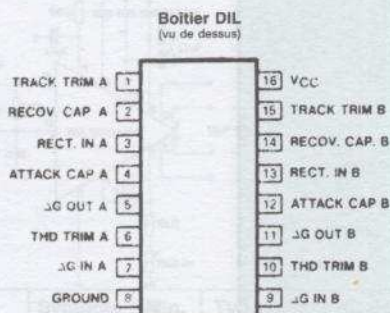 Boîtier DIL
(vu de dessus)
TRACK TRIM A 1
RECOV. CAP A 2
RECT. IN A 3
ATTACK CAP A 4
ΔG OUT A 5
THD TRIM A 6
ΔG IN A 7
GROUND 8
16 VCC
15 TRACK TRIM B
14 RECOV. CAP. B
13 RECT. IN B
12 ATTACK CAP B
11 ΔG OUT B
10 THD TRIM B
9 ΔG IN B